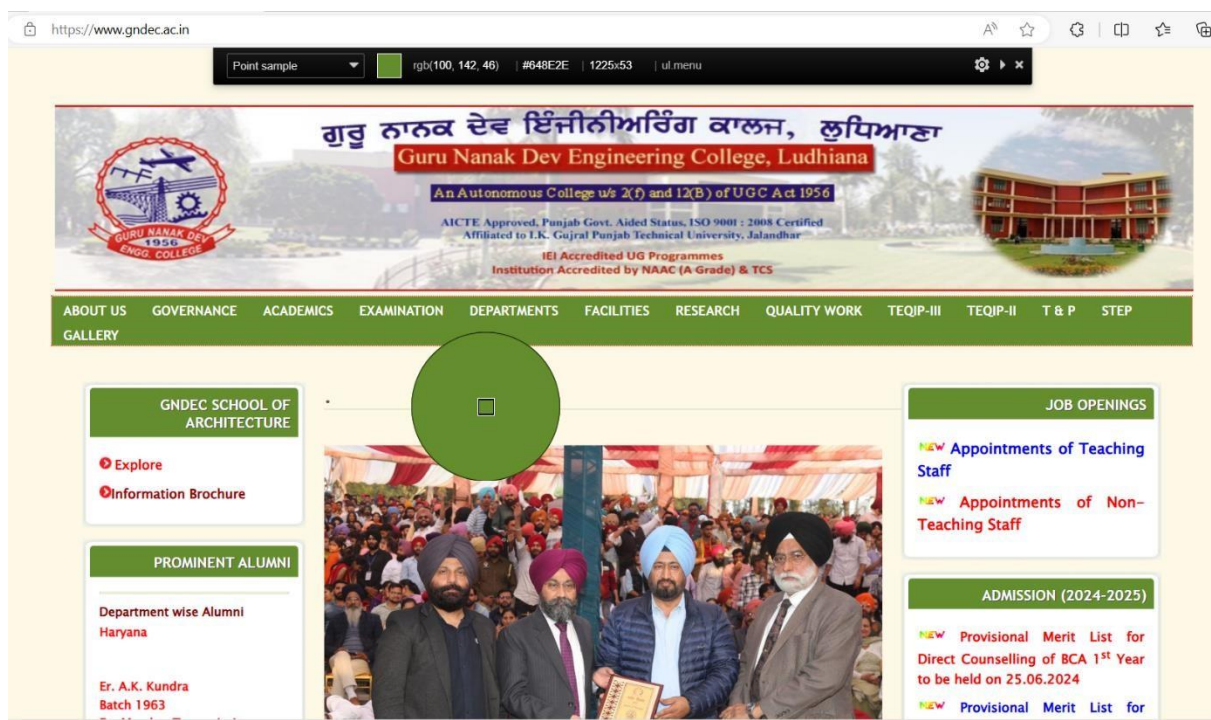 https://www.gndec.ac.in
Point sample rgb(100, 142, 46) | #648E2E | 1225x53 | ul.menu
ਗੁਰੂ ਨਾਨਕ ਦੇਵ ਇੰਜੀਨੀਅਰਿੰਗ ਕਾਲਜ, ਲੁਧਿਆਣਾ
Guru Nanak Dev Engineering College, Ludhiana
An Autonomous College u/s 2(f) and 12(B) of UGC Act 1956
AICTE Approved, Punjab Govt. Aided Status, ISO 9001 : 2008 Certified
Affiliated to I.K. Gujral Punjab Technical University, Jalandhar
IEI Accredited UG Programmes
Institution Accredited by NAAC (A Grade) & TCS
GURU NANAK DEV
1956
ENGG. COLLEGE
ABOUT US GOVERNANCE ACADEMICS EXAMINATION DEPARTMENTS FACILITIES RESEARCH QUALITY WORK TEQIP-III TEQIP-II T & P STEP
GALLERY
GNDEC SCHOOL OF
ARCHITECTURE
Explore
Information Brochure
PROMINENT ALUMNI
Department wise Alumni
Haryana
Er. A.K. Kundra
Batch 1963
JOB OPENINGS
NEW Appointments of Teaching
Staff
NEW Appointments of Non-
Teaching Staff
ADMISSION (2024-2025)
NEW Provisional Merit List for
Direct Counselling of BCA 1st Year
to be held on 25.06.2024
NEW Provisional Merit List for